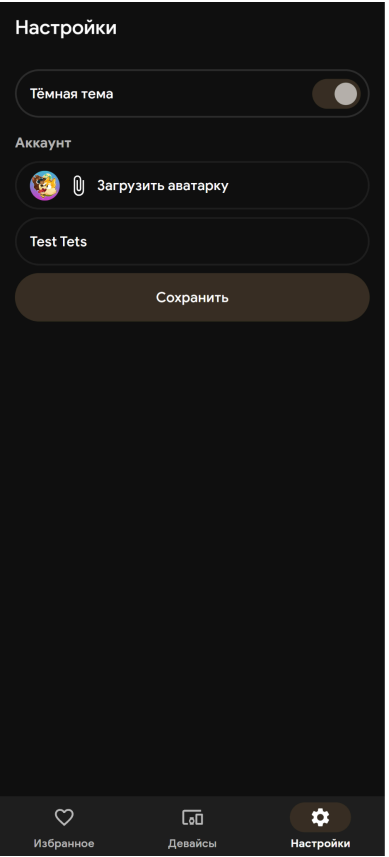 Настройки
Тёмная тема
Аккаунт
Загрузить аватарку
Test Tets
Сохранить
Избранное
Девайсы
Настройки